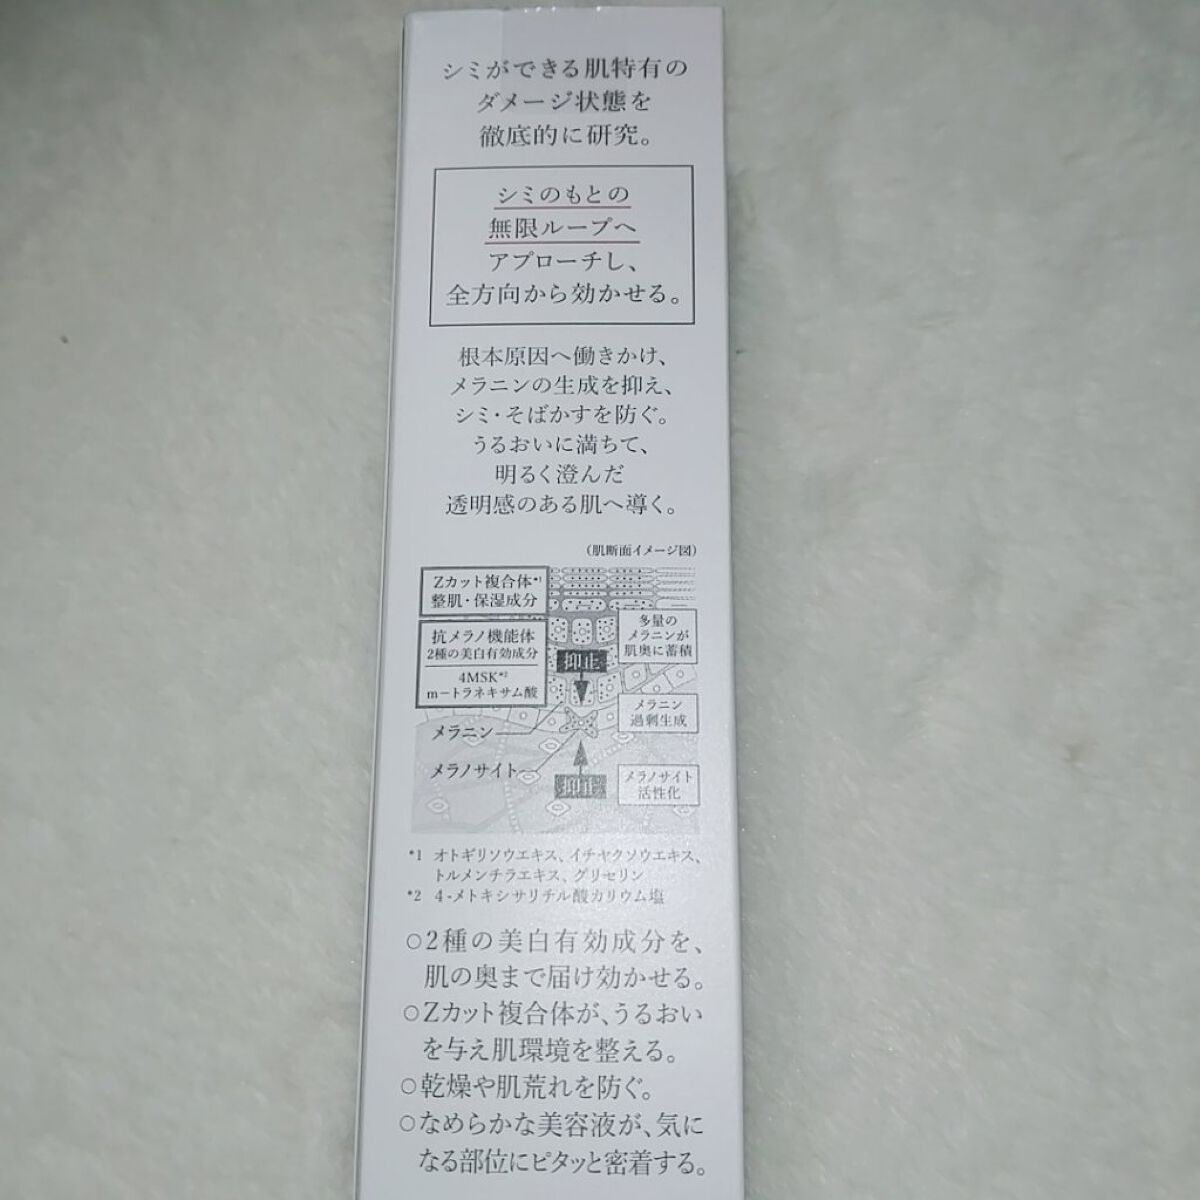 シミができる肌特有の
ダメージ状態を
徹底的に研究。
シミのもとの
無限ループへ
アプローチし、
全方向から効かせる。
根本原因へ働きかけ、
メラニンの生成を抑え、
シミ・そばかすを防ぐ。
うるおいに満ちて、
明るく澄んだ
透明感のある肌へ導く。
(肌断面イメージ図)
Zカット複合体*1
整肌・保湿成分
抗メラノ機能体
2種の美白有効成分
4MSK*2
m-トラネキサム酸
抑止
多量の
メラニンが
肌奥に蓄積
メラニン
過剰生成
メラニン
メラノサイト
抑止
メラノサイト
活性化
*1 オトギリソウエキス、イチヤクソウエキス、
トルメンチラエキス、グリセリン
*2 4-メトキシサリチル酸カリウム塩
○2種の美白有効成分を、
肌の奥まで届け効かせる。
○Zカット複合体が、うるおい
を与え肌環境を整える。
○乾燥や肌荒れを防ぐ。
○なめらかな美容液が、気に
なる部位にピタッと密着する。